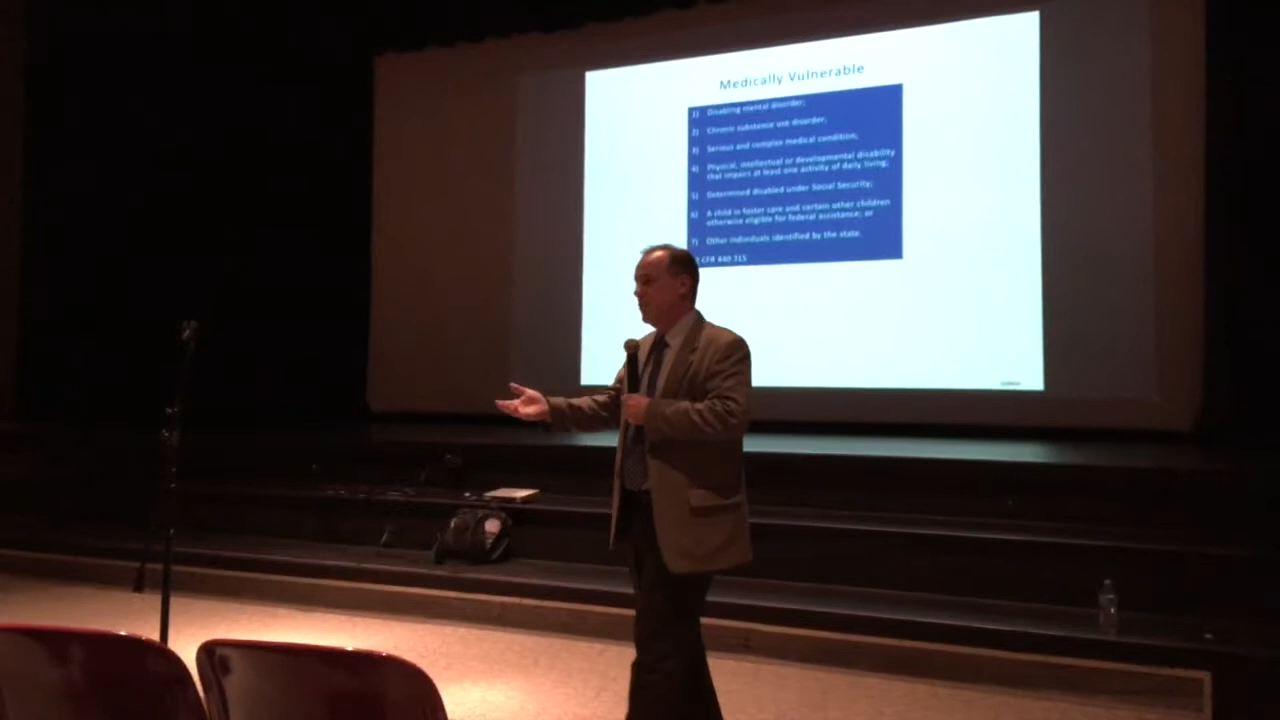 Medically Vulnerable
1) Disabling mental disorder;
2) Chronic substance use disorder;
3) Serious and complex medical condition;
4) Physical, intellectual or developmental disability
that impairs at least one activity of daily living;
5) Determined disabled under Social Security;
6) A child in foster care and certain other children
otherwise eligible for federal assistance; or
7) Other individuals identified by the state.
CFR 440 315